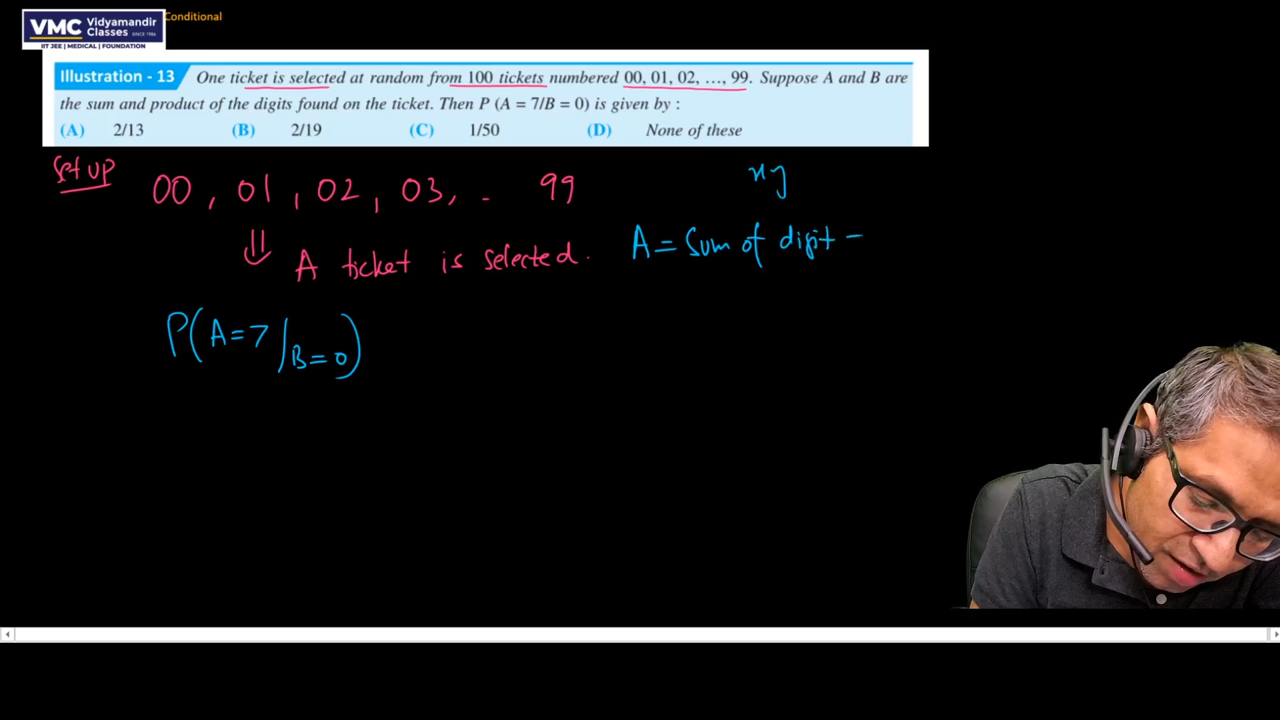 Conditional
VMC Vidyamandir Classes SINCE 1986
IIT JEE | MEDICAL | FOUNDATION
Illustration - 13 One ticket is selected at random from 100 tickets numbered 00, 01, 02, ..., 99. Suppose A and B are
the sum and product of the digits found on the ticket. Then P (A = 7/B = 0) is given by :
(A) 2/13 (B) 2/19 (C) 1/50 (D) None of these
Set up
00, 01, 02, 03, .. 99
xy
⇓ A ticket is selected.
A = Sum of digit –
P(A=7/B=0)